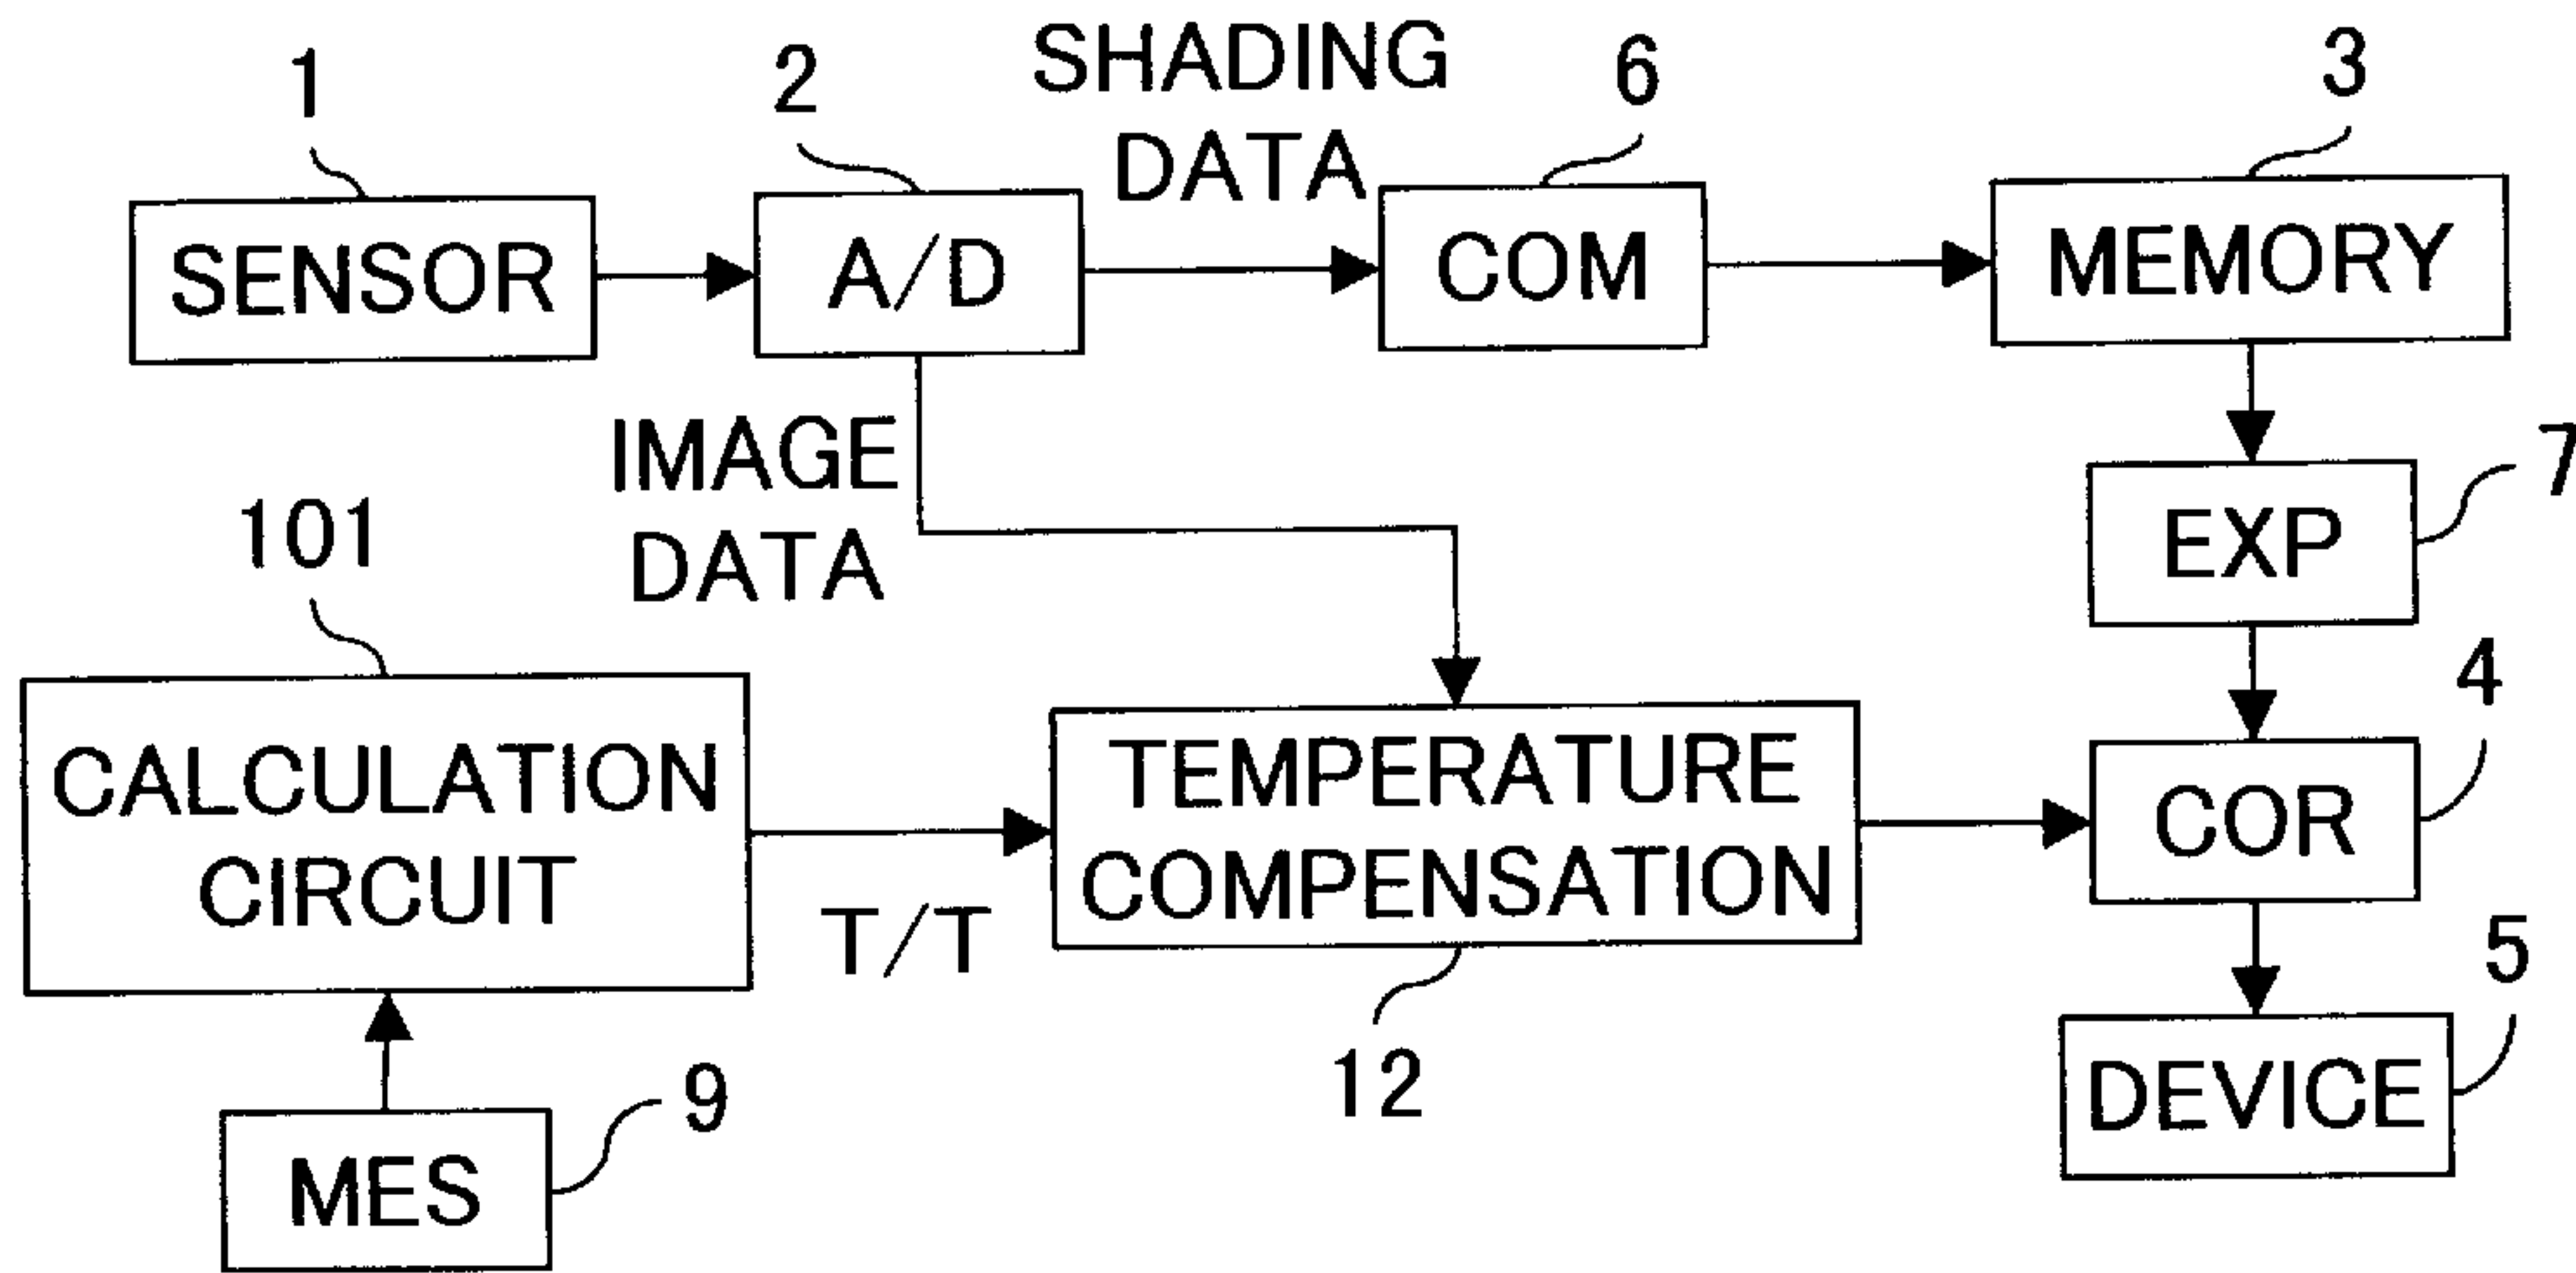 1
2
SHADING
DATA
6
3
SENSOR
A/D
COM
MEMORY
IMAGE
DATA
7
EXP
101
CALCULATION
CIRCUIT
T/T
TEMPERATURE
COMPENSATION
4
COR
12
5
DEVICE
9
MES